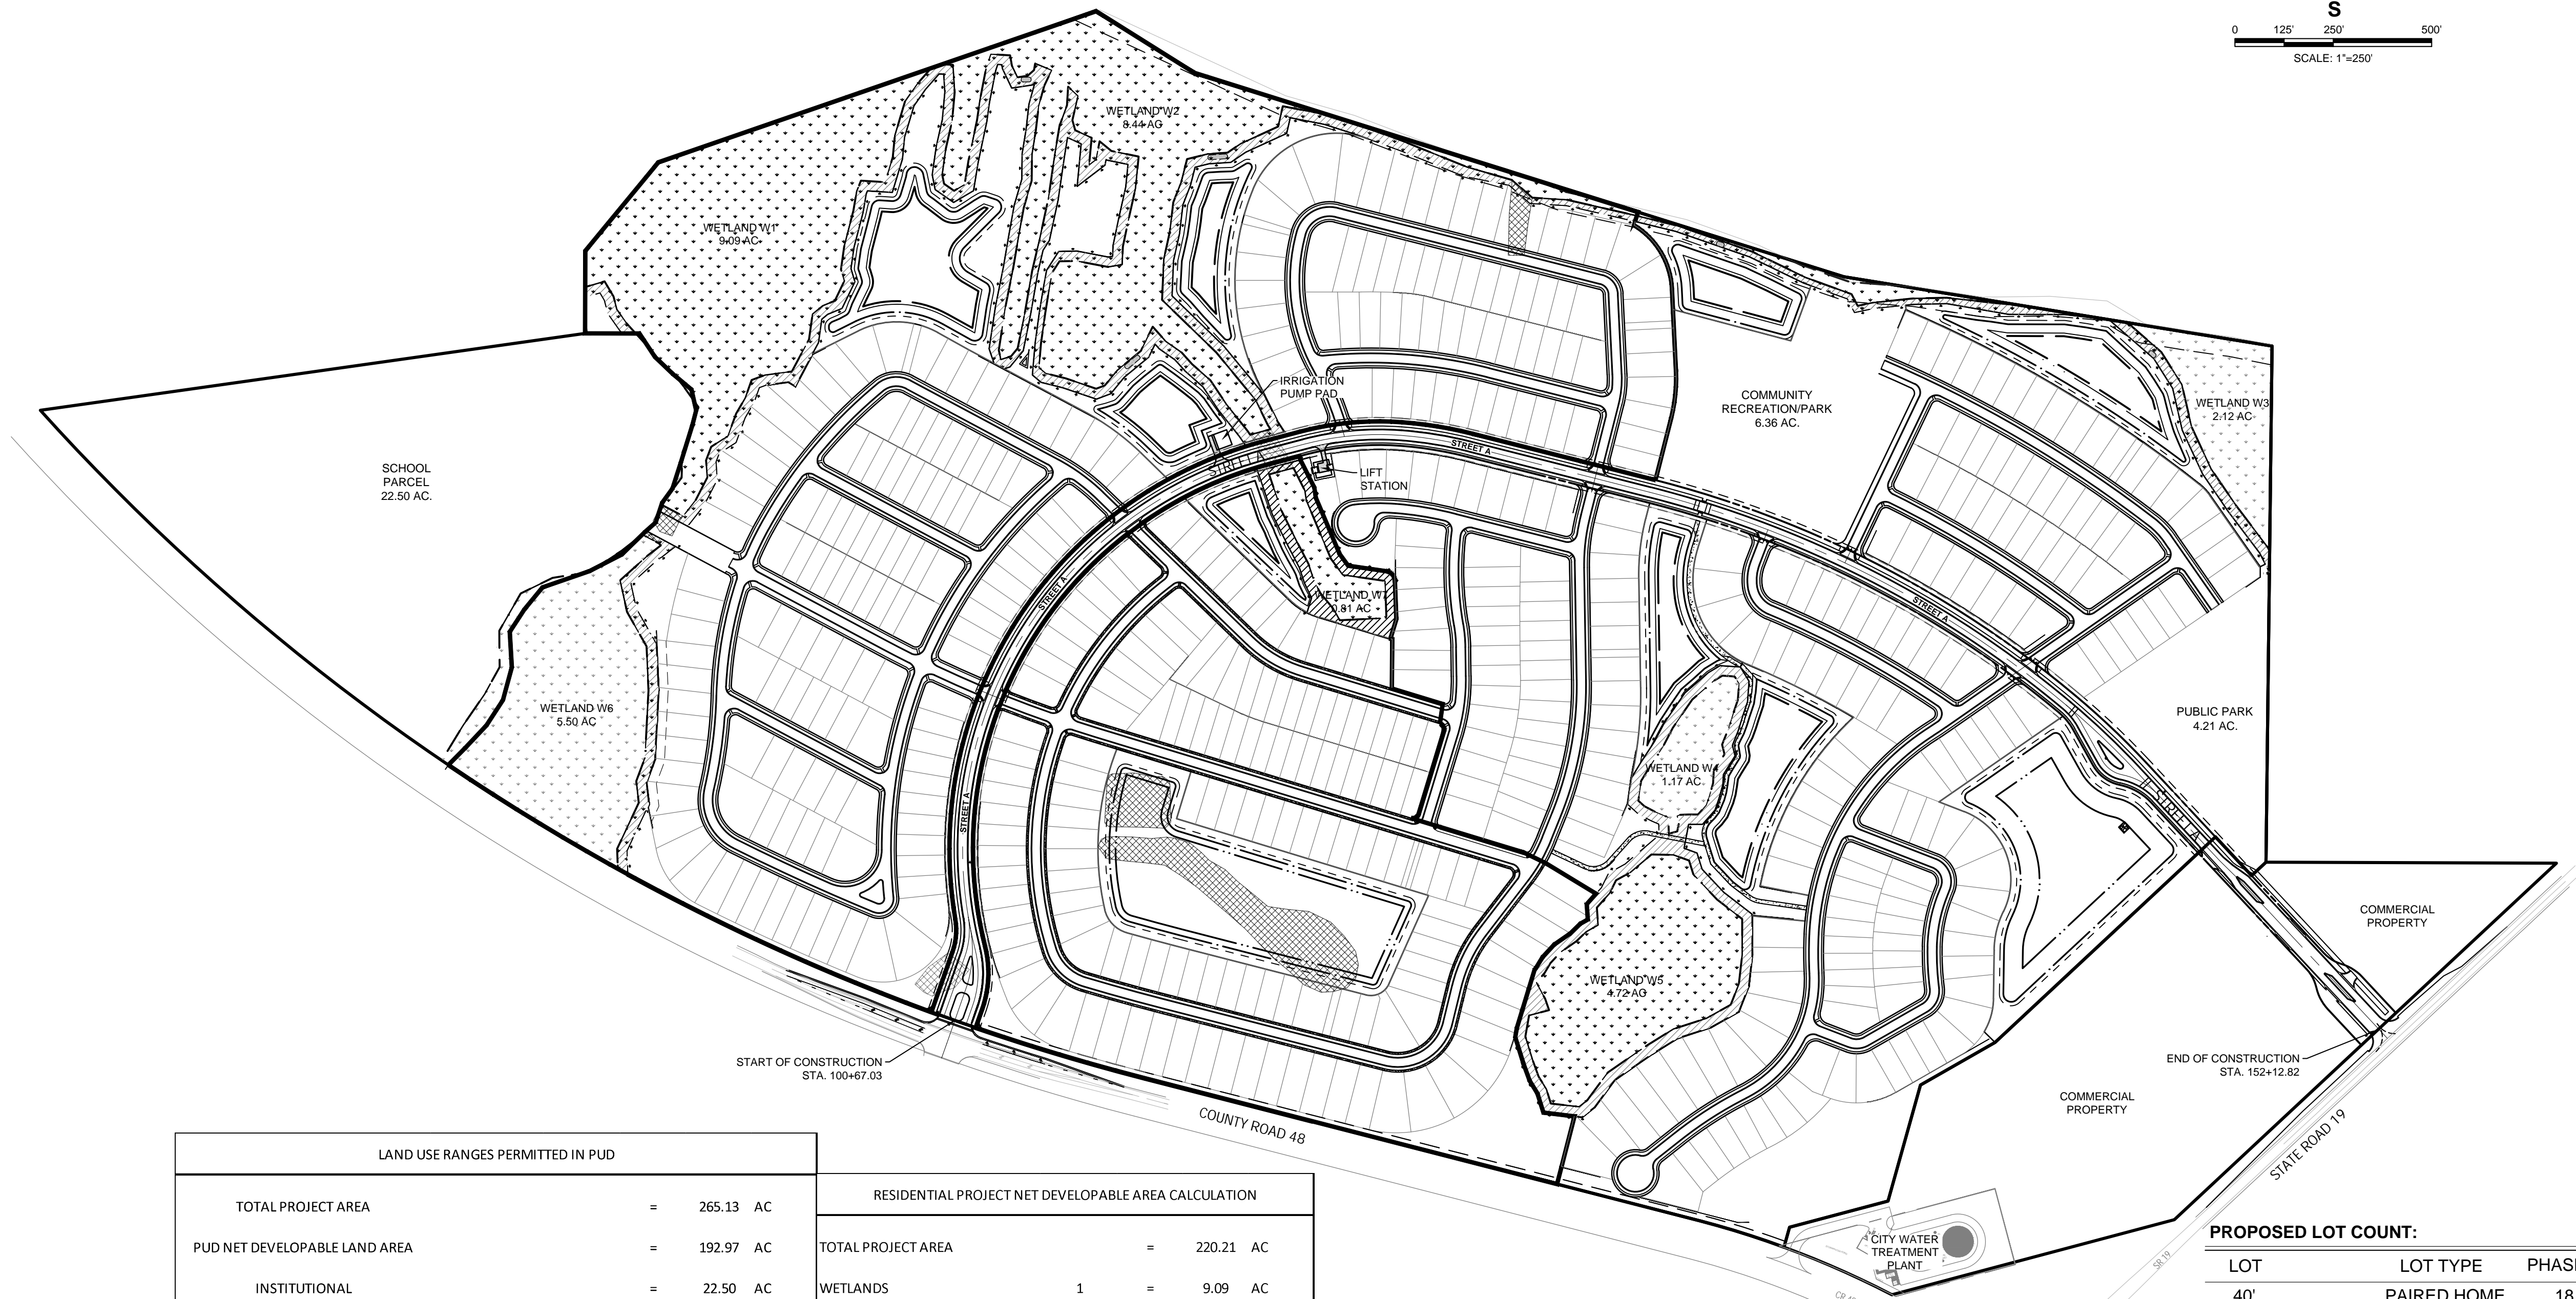 S
0 125' 250' 500'
SCALE: 1"=250'
WETLAND W2
8.44 AC
WETLAND W1
9.09 AC
IRRIGATION
PUMP PAD
COMMUNITY
RECREATION/PARK
6.36 AC.
WETLAND W3
2.12 AC
SCHOOL
PARCEL
22.50 AC.
STREET A
STREET A
LIFT
STATION
STREET A
WETLAND W7
0.81 AC
STREET A
WETLAND W6
5.50 AC
PUBLIC PARK
4.21 AC.
WETLAND W4
1.17 AC
STREET A
STREET A
COMMERCIAL
PROPERTY
WETLAND W5
4.72 AC
START OF CONSTRUCTION
STA. 100+67.03
END OF CONSTRUCTION
STA. 152+12.82
COMMERCIAL
PROPERTY
COUNTY ROAD 48
STATE ROAD 19
SR 19
CITY WATER
TREATMENT
PLANT
LAND USE RANGES PERMITTED IN PUD
TOTAL PROJECT AREA = 265.13 AC
PUD NET DEVELOPABLE LAND AREA = 192.97 AC
INSTITUTIONAL = 22.50 AC
RESIDENTIAL PROJECT NET DEVELOPABLE AREA CALCULATION
TOTAL PROJECT AREA = 220.21 AC
WETLANDS 1 = 9.09 AC
PROPOSED LOT COUNT:
LOT LOT TYPE PHAS
40' PAIRED HOME 18